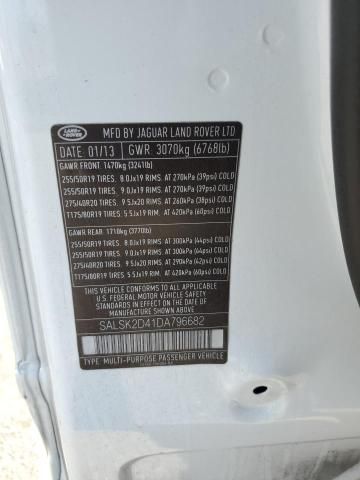 LAND ROVER
MFD BY JAGUAR LAND ROVER LTD
DATE 01/13 GWR 3070kg (6768lb)
GAWR FRONT 1470kg (3241lb)
255/50R19 TIRES. 8.0Jx19 RIMS. AT 270kPa (39psi) COLD
255/50R19 TIRES. 9.0Jx19 RIMS. AT 270kPa (39psi) COLD
275/40R20 TIRES. 9.5Jx20 RIMS. AT 260kPa (38psi) COLD
T175/80R19 TIRES. 5.5Jx19 RIMS. AT 420kPa (60psi) COLD
GAWR REAR 1710kg (3770lb)
255/50R19 TIRES. 8.0Jx19 RIMS. AT 300kPa (44psi) COLD
255/50R19 TIRES. 9.0Jx19 RIMS. AT 300kPa (44psi) COLD
275/40R20 TIRES. 9.5Jx20 RIMS. AT 290kPa (42psi) COLD
T175/80R19 TIRES. 5.5Jx19 RIMS. AT 420kPa (60psi) COLD
THIS VEHICLE CONFORMS TO ALL APPLICABLE
U.S. FEDERAL MOTOR VEHICLE SAFETY STANDARDS
IN EFFECT ON THE DATE OF MANUFACTURE SHOWN ABOVE
SALSK2D41DA796682
TYPE: MULTI-PURPOSE PASSENGER VEHICLE